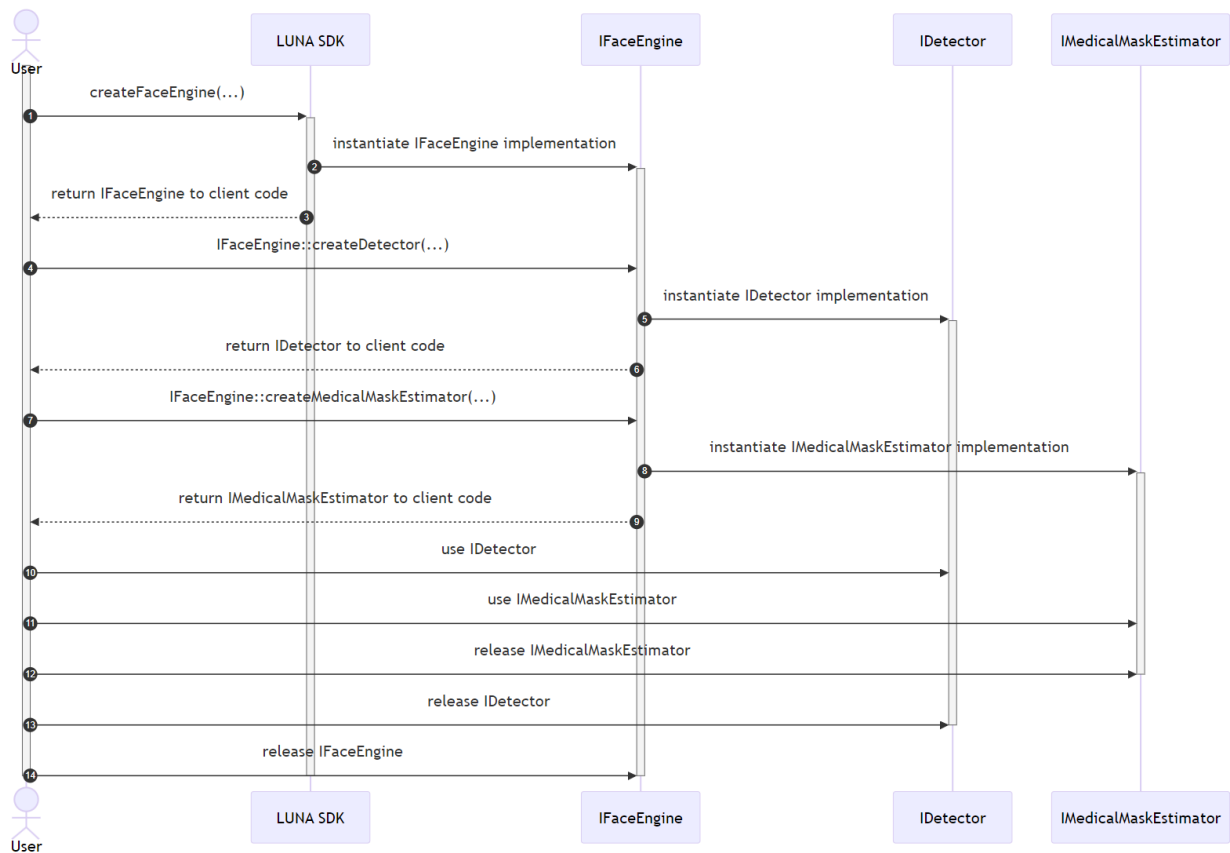 User
LUNA SDK
IFaceEngine
IDetector
IMedicalMaskEstimator
createFaceEngine(...)
1
instantiate IFaceEngine implementation
2
return IFaceEngine to client code
3
IFaceEngine::createDetector(...)
4
instantiate IDetector implementation
5
return IDetector to client code
6
IFaceEngine::createMedicalMaskEstimator(...)
7
instantiate IMedicalMaskEstimator implementation
8
return IMedicalMaskEstimator to client code
9
use IDetector
10
use IMedicalMaskEstimator
11
release IMedicalMaskEstimator
12
release IDetector
13
release IFaceEngine
14
User
LUNA SDK
IFaceEngine
IDetector
IMedicalMaskEstimator